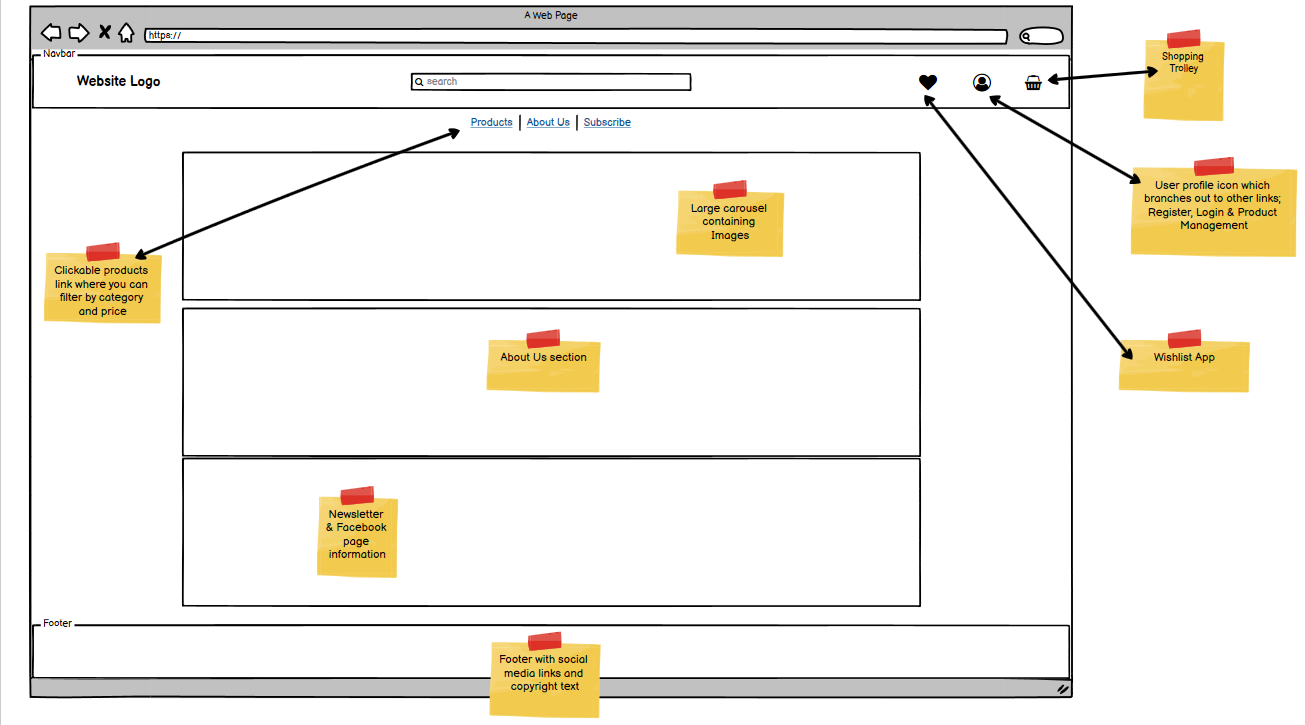 A Web Page
https://
Navbar
Website Logo
search
Shopping
Trolley
Products | About Us | Subscribe
User profile icon which
branches out to other links;
Register, Login & Product
Management
Large carousel
containing
Images
Clickable products
link where you can
filter by category
and price
About Us section
Wishlist App
Newsletter
& Facebook
page
information
Footer
Footer with social
media links and
copyright text